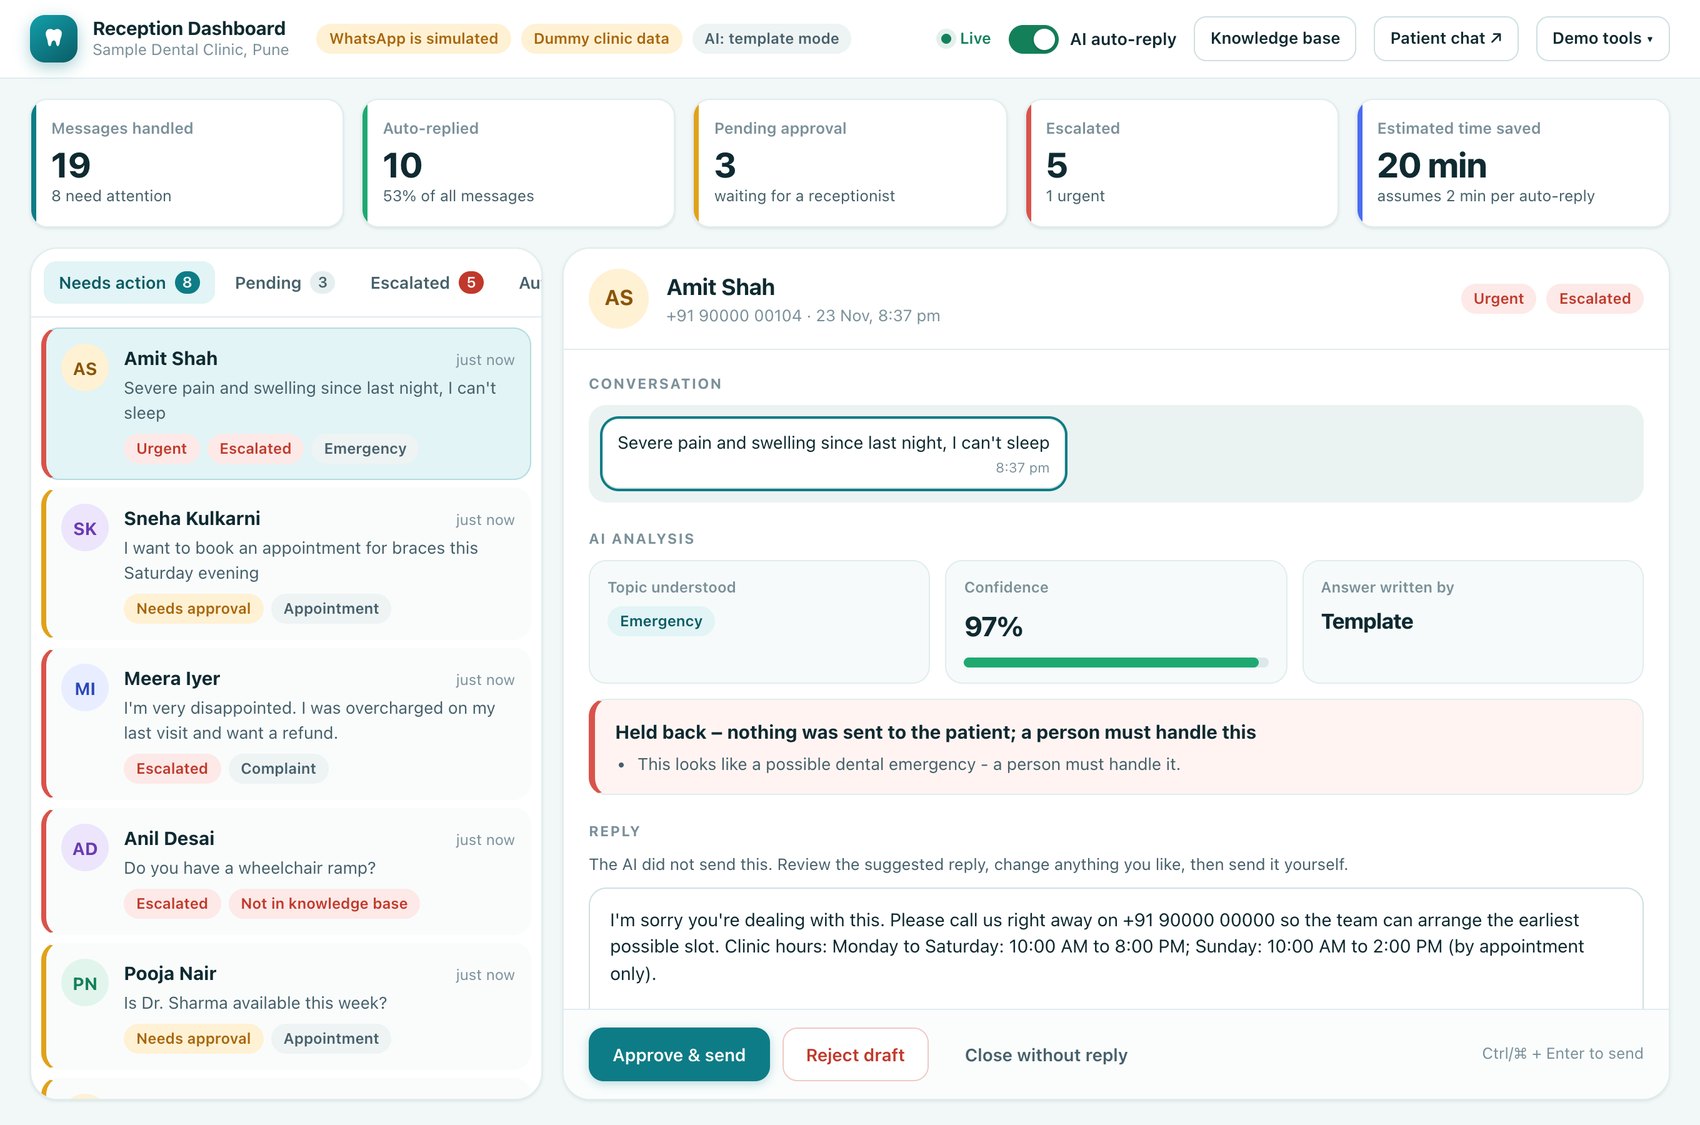 Reception Dashboard
Sample Dental Clinic, Pune
WhatsApp is simulated
Dummy clinic data
AI: template mode
Live
AI auto-reply
Knowledge base
Patient chat ↗
Demo tools ▾
Messages handled
19
8 need attention
Auto-replied
10
53% of all messages
Pending approval
3
waiting for a receptionist
Escalated
5
1 urgent
Estimated time saved
20 min
assumes 2 min per auto-reply
Needs action 8
Pending 3
Escalated 5
Au
AS
Amit Shah
just now
Severe pain and swelling since last night, I can't
sleep
Urgent
Escalated
Emergency
SK
Sneha Kulkarni
just now
I want to book an appointment for braces this
Saturday evening
Needs approval
Appointment
MI
Meera Iyer
just now
I'm very disappointed. I was overcharged on my
last visit and want a refund.
Escalated
Complaint
AD
Anil Desai
just now
Do you have a wheelchair ramp?
Escalated
Not in knowledge base
PN
Pooja Nair
just now
Is Dr. Sharma available this week?
Needs approval
Appointment
AS
Amit Shah
+91 90000 00104 · 23 Nov, 8:37 pm
Urgent
Escalated
CONVERSATION
Severe pain and swelling since last night, I can't sleep
8:37 pm
AI ANALYSIS
Topic understood
Emergency
Confidence
97%
Answer written by
Template
Held back – nothing was sent to the patient; a person must handle this
• This looks like a possible dental emergency - a person must handle it.
REPLY
The AI did not send this. Review the suggested reply, change anything you like, then send it yourself.
I'm sorry you're dealing with this. Please call us right away on +91 90000 00000 so the team can arrange the earliest
possible slot. Clinic hours: Monday to Saturday: 10:00 AM to 8:00 PM; Sunday: 10:00 AM to 2:00 PM (by appointment
only).
Approve & send
Reject draft
Close without reply
Ctrl/⌘ + Enter to send